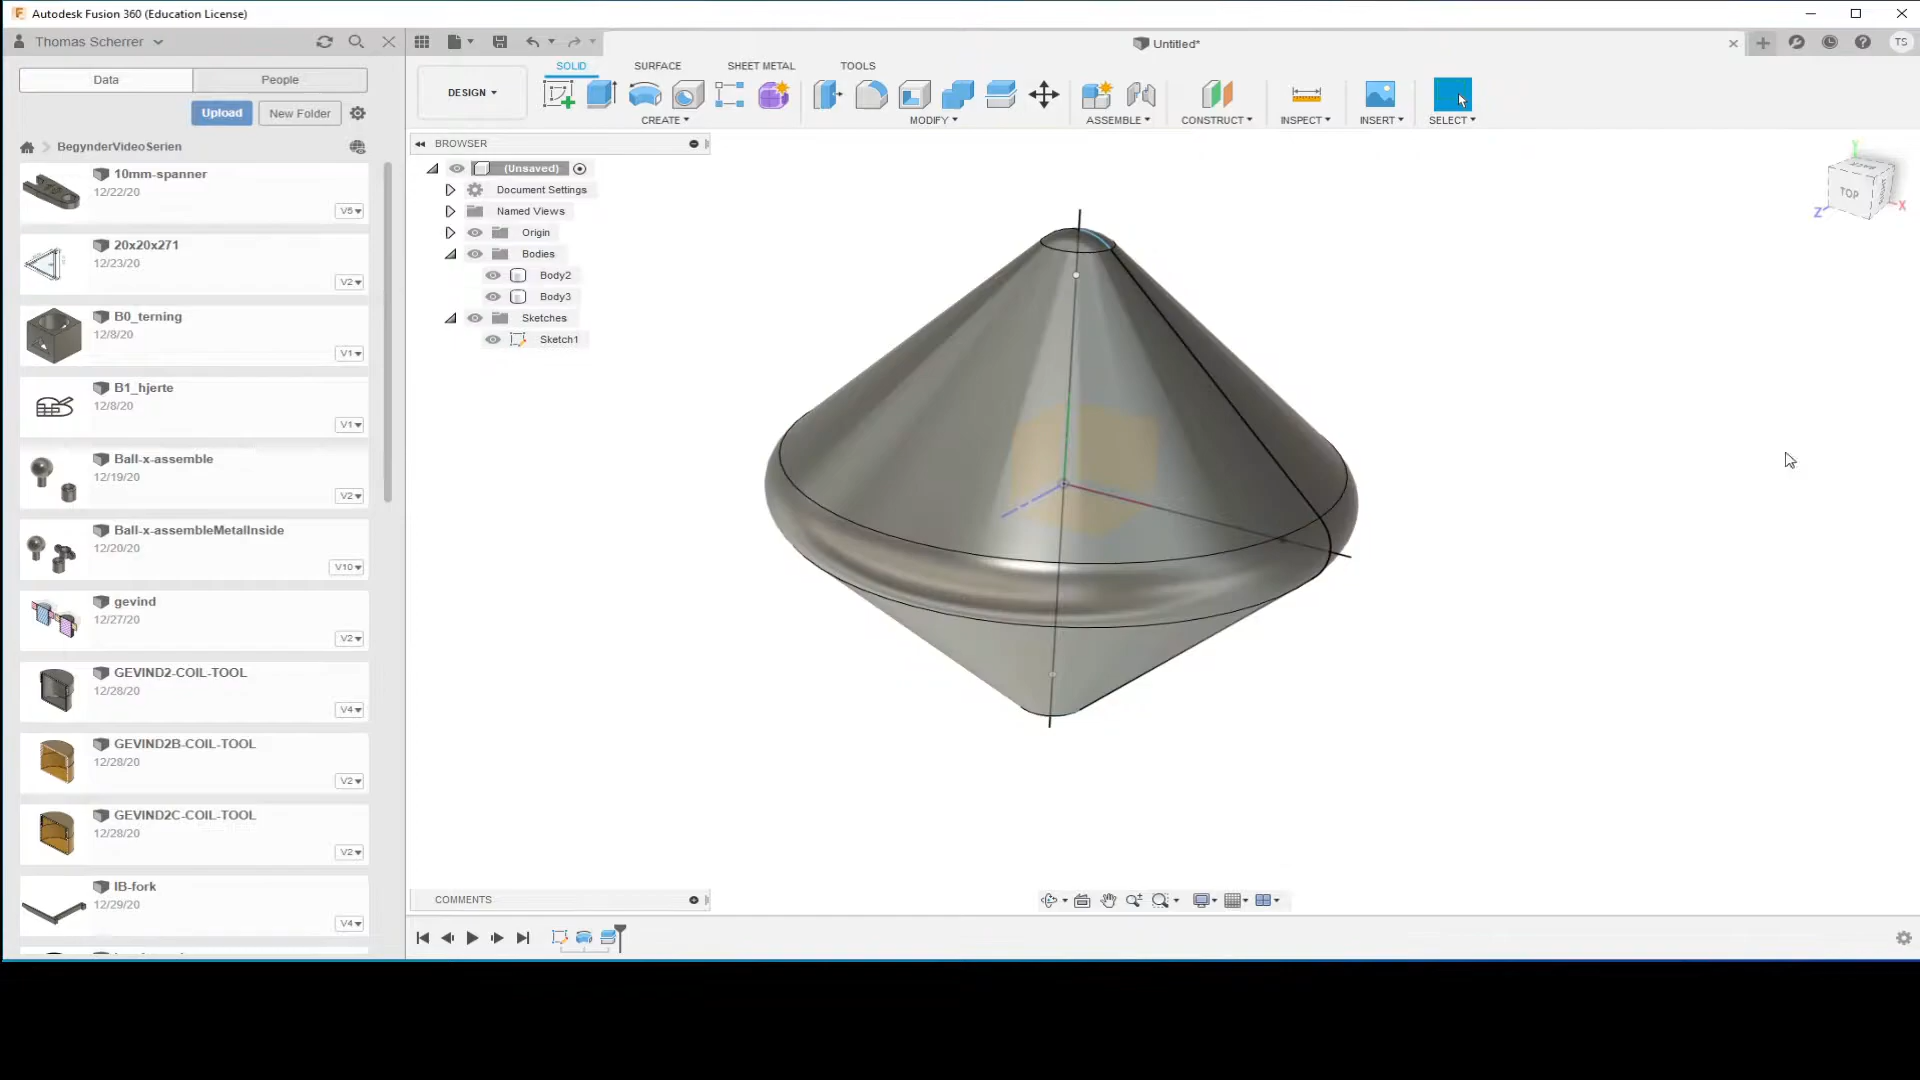 Autodesk Fusion 360 (Education License)
Thomas Scherrer
Untitled*
TS
Data
People
Upload
New Folder
BegynderVideoSerien
10mm-spanner
12/22/20
V5
20x20x271
12/23/20
V2
B0_terning
12/8/20
V1
B1_hjerte
12/8/20
V1
Ball-x-assemble
12/19/20
V2
Ball-x-assembleMetalInside
12/20/20
V10
gevind
12/27/20
V2
GEVIND2-COIL-TOOL
12/28/20
V4
GEVIND2B-COIL-TOOL
12/28/20
V2
GEVIND2C-COIL-TOOL
12/28/20
V2
IB-fork
12/29/20
V4
DESIGN
SOLID
SURFACE
SHEET METAL
TOOLS
CREATE
MODIFY
ASSEMBLE
CONSTRUCT
INSPECT
INSERT
SELECT
BROWSER
(Unsaved)
Document Settings
Named Views
Origin
Bodies
Body2
Body3
Sketches
Sketch1
Y
TOP
Z
X
COMMENTS